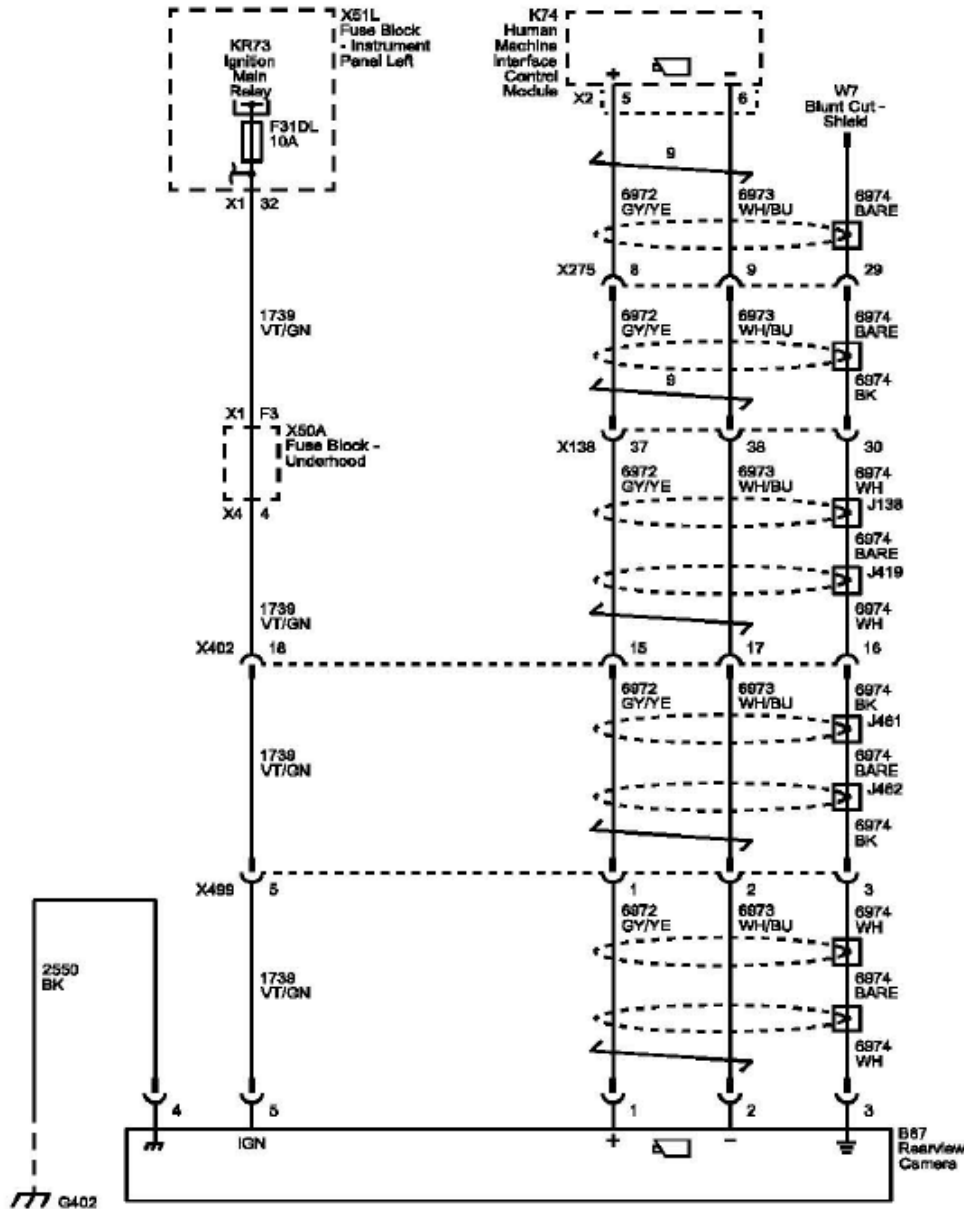 X51L
Fuse Block
- Instrument
Panel Left
KR73
Ignition
Main
Relay
F31DL
10A
X1 32
K74
Human
Machine
Interface
Control
Module
+ -
X2 5 6
W7
Blunt Cut -
Shield
9
6972
GY/YE
6973
WH/BU
6974
BARE
X275 8 9 29
1739
VT/GN
6972
GY/YE
6973
WH/BU
6974
BARE
9
6974
BK
X1 F3
X50A
Fuse Block -
Underhood
X138 37 38 30
6972
GY/YE
6973
WH/BU
6974
WH
J138
X4 4
6974
BARE
J419
1739
VT/GN
6974
WH
X402 18 15 17 16
6972
GY/YE
6973
WH/BU
6974
BK
J461
1739
VT/GN
6974
BARE
J462
6974
BK
X499 5 1 2 3
6972
GY/YE
6973
WH/BU
6974
WH
2550
BK
1739
VT/GN
6974
BARE
6974
WH
4 5 1 2 3
IGN + -
B87
Rearview
Camera
G402